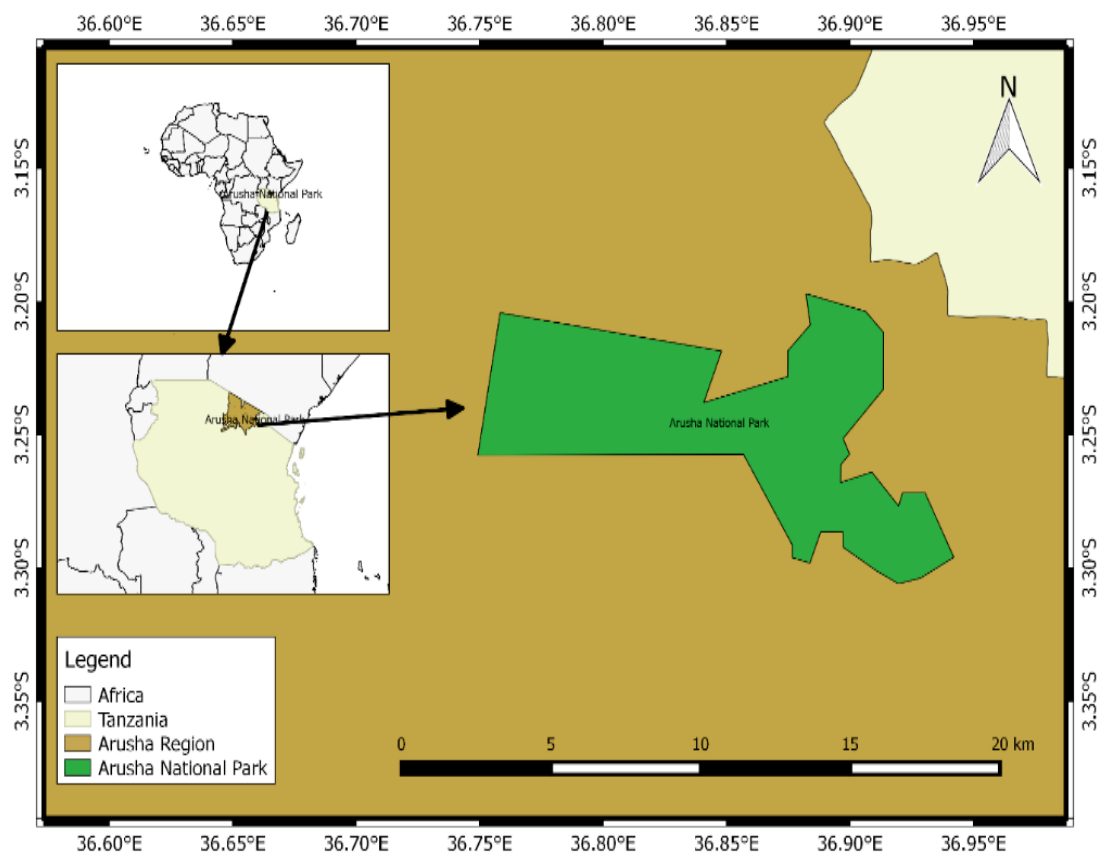 36.60°E 36.65°E 36.70°E 36.75°E 36.80°E 36.85°E 36.90°E 36.95°E
N
3.15°S 3.15°S
Arusha National Park
3.20°S 3.20°S
Arusha National Park
Arusha National Park
3.25°S 3.25°S
3.30°S 3.30°S
Legend
Africa
Tanzania
Arusha Region
Arusha National Park
3.35°S 3.35°S
0 5 10 15 20 km
36.60°E 36.65°E 36.70°E 36.75°E 36.80°E 36.85°E 36.90°E 36.95°E